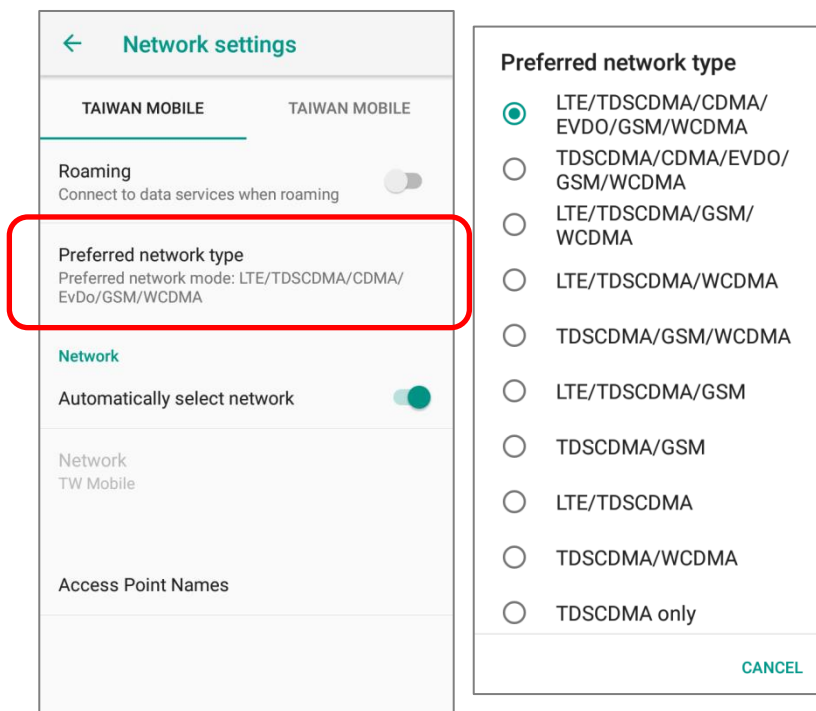 Network settings
TAIWAN MOBILE
TAIWAN MOBILE
Roaming
Connect to data services when roaming
Preferred network type
Preferred network mode: LTE/TDSCDMA/CDMA/
EvDo/GSM/WCDMA
Network
Automatically select network
Network
TW Mobile
Access Point Names
Preferred network type
LTE/TDSCDMA/CDMA/
EVDO/GSM/WCDMA
TDSCDMA/CDMA/EVDO/
GSM/WCDMA
LTE/TDSCDMA/GSM/
WCDMA
LTE/TDSCDMA/WCDMA
TDSCDMA/GSM/WCDMA
LTE/TDSCDMA/GSM
TDSCDMA/GSM
LTE/TDSCDMA
TDSCDMA/WCDMA
TDSCDMA only
CANCEL